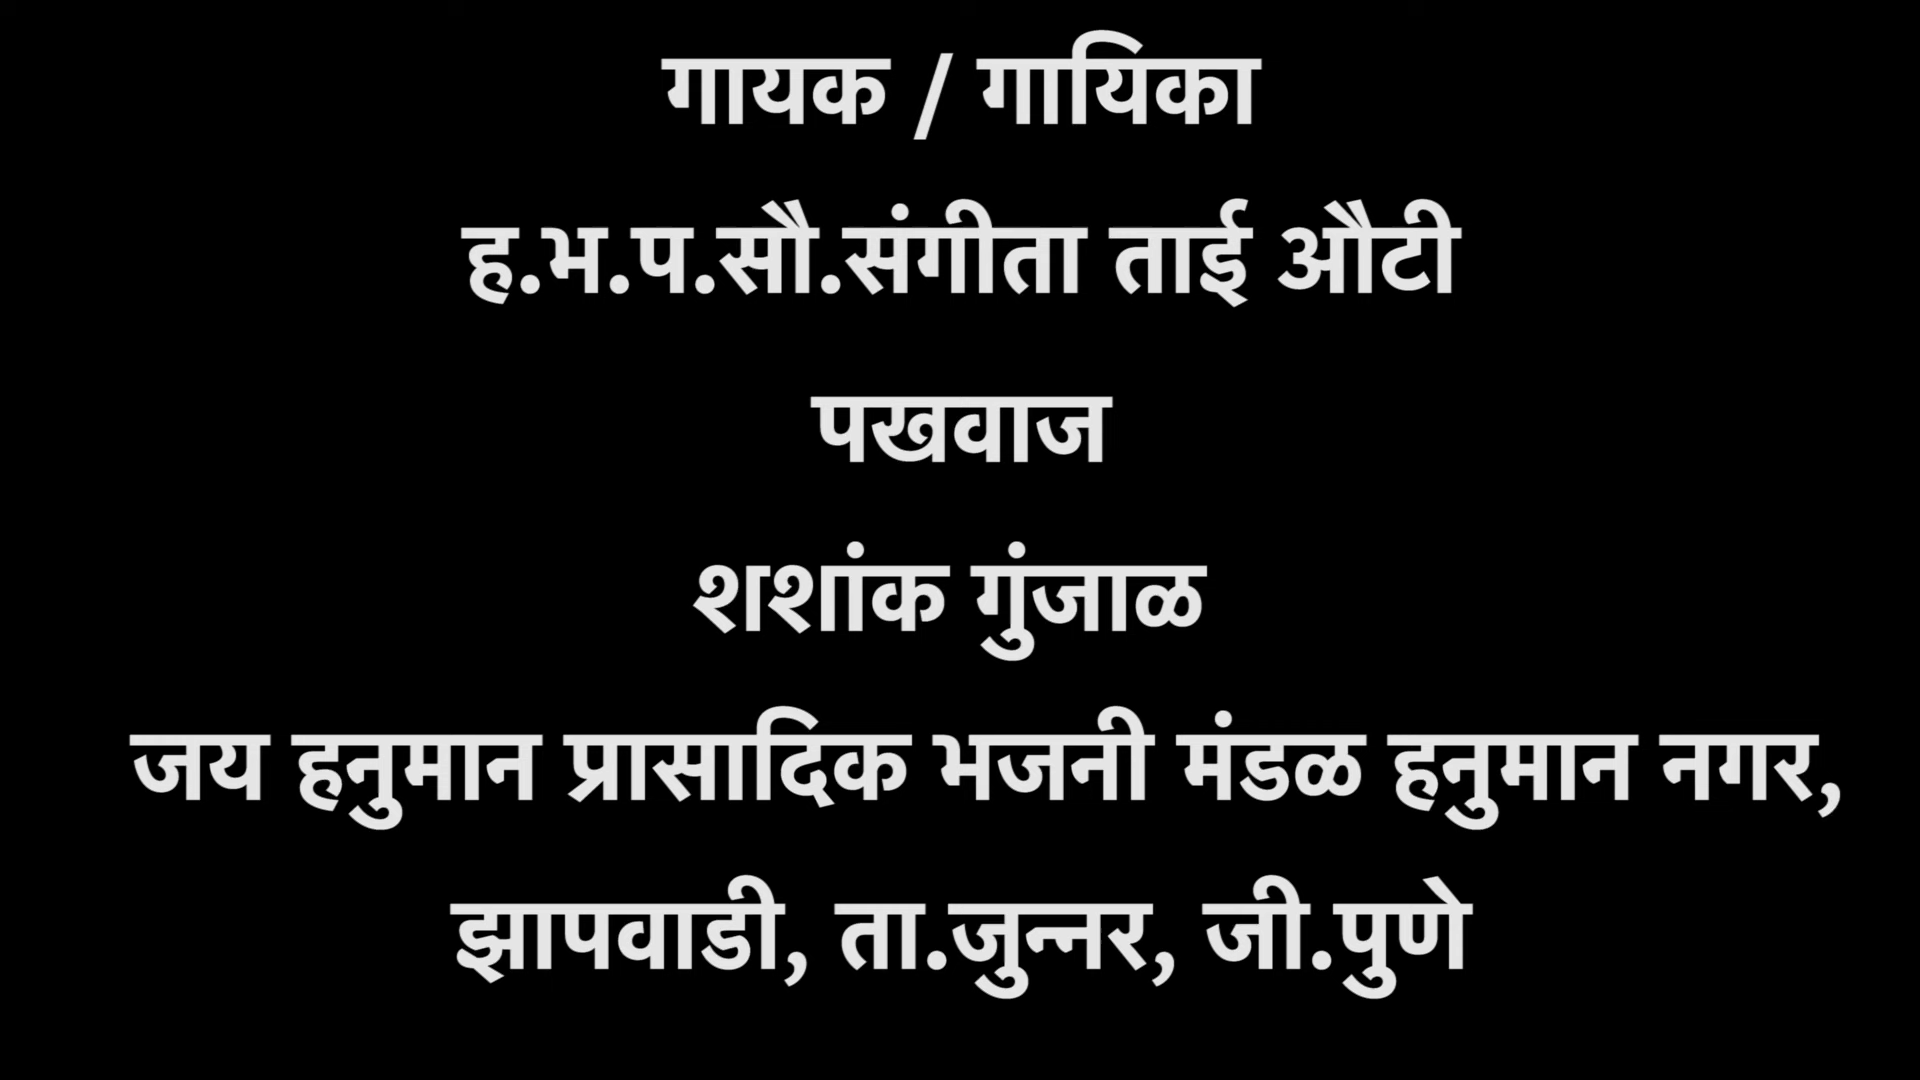 गायक / गायिका
ह.भ.प.सौ.संगीता ताई औटी
पखवाज
शशांक गुंजाळ
जय हनुमान प्रासादिक भजनी मंडळ हनुमान नगर,
झापवाडी, ता.जुन्नर, जी.पुणे